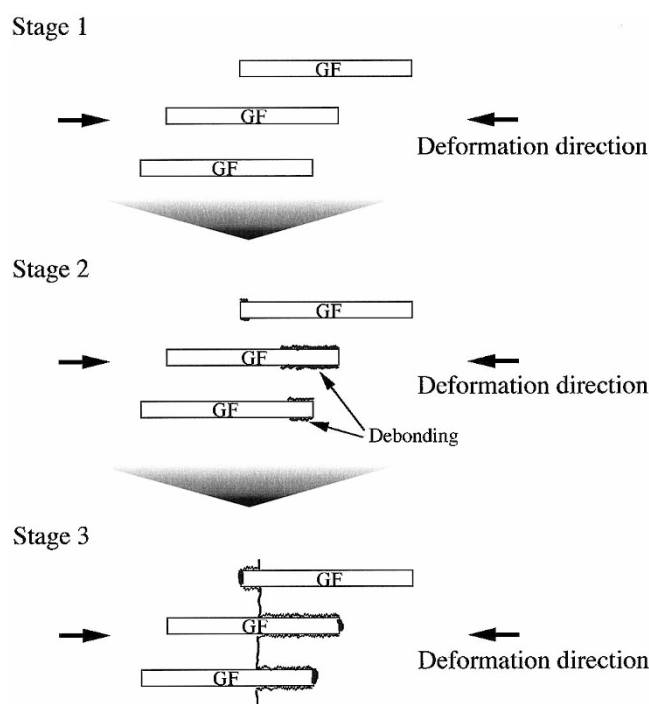 Stage 1
GF
GF
Deformation direction
GF
Stage 2
GF
GF
Deformation direction
GF
Debonding
Stage 3
GF
GF
Deformation direction
GF